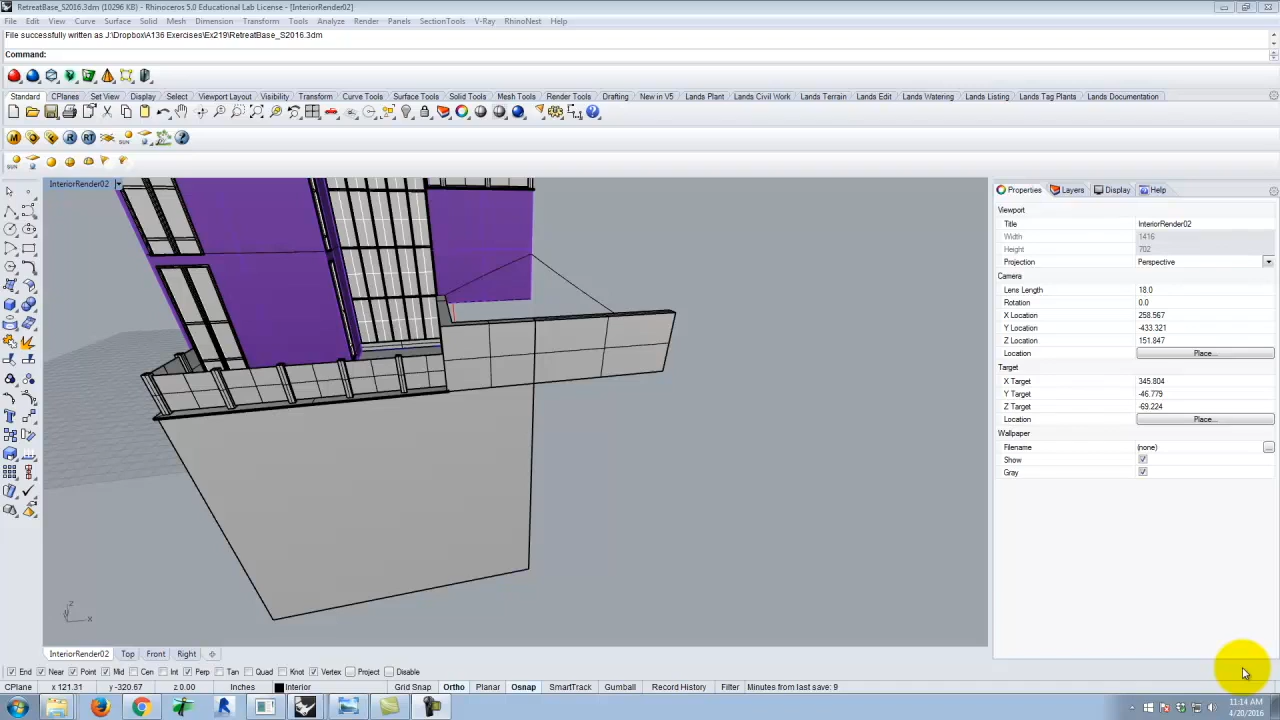 RetreatBase_S2016.3dm (10296 KB) - Rhinoceros 5.0 Educational Lab License - [InteriorRender02]
File Edit View Curve Surface Solid Mesh Dimension Transform Tools Analyze Render Panels SectionTools V-Ray RhinoNest Help
File successfully written as J:\Dropbox\A136 Exercises\Ex219\RetreatBase_S2016.3dm
Command:
Standard CPlanes Set View Display Select Viewport Layout Visibility Transform Curve Tools Surface Tools Solid Tools Mesh Tools Render Tools Drafting New in V5 Lands Plant Lands Civil Work Lands Terrain Lands Edit Lands Watering Lands Listing Lands Tag Plants Lands Documentation
InteriorRender02
Properties Layers Display Help
Viewport
Title InteriorRender02
Width 1416
Height 702
Projection Perspective
Camera
Lens Length 18.0
Rotation 0.0
X Location 258.567
Y Location -433.321
Z Location 151.847
Location Place...
Target
X Target 345.804
Y Target -46.779
Z Target -69.224
Location Place...
Wallpaper
Filename (none) ...
Show
Gray
z
y x
InteriorRender02 Top Front Right
End Near Point Mid Cen Int Perp Tan Quad Knot Vertex Project Disable
CPlane x 121.31 y -320.67 z 0.00 Inches Interior Grid Snap Ortho Planar Osnap SmartTrack Gumball Record History Filter Minutes from last save: 9
11:14 AM
4/20/2016